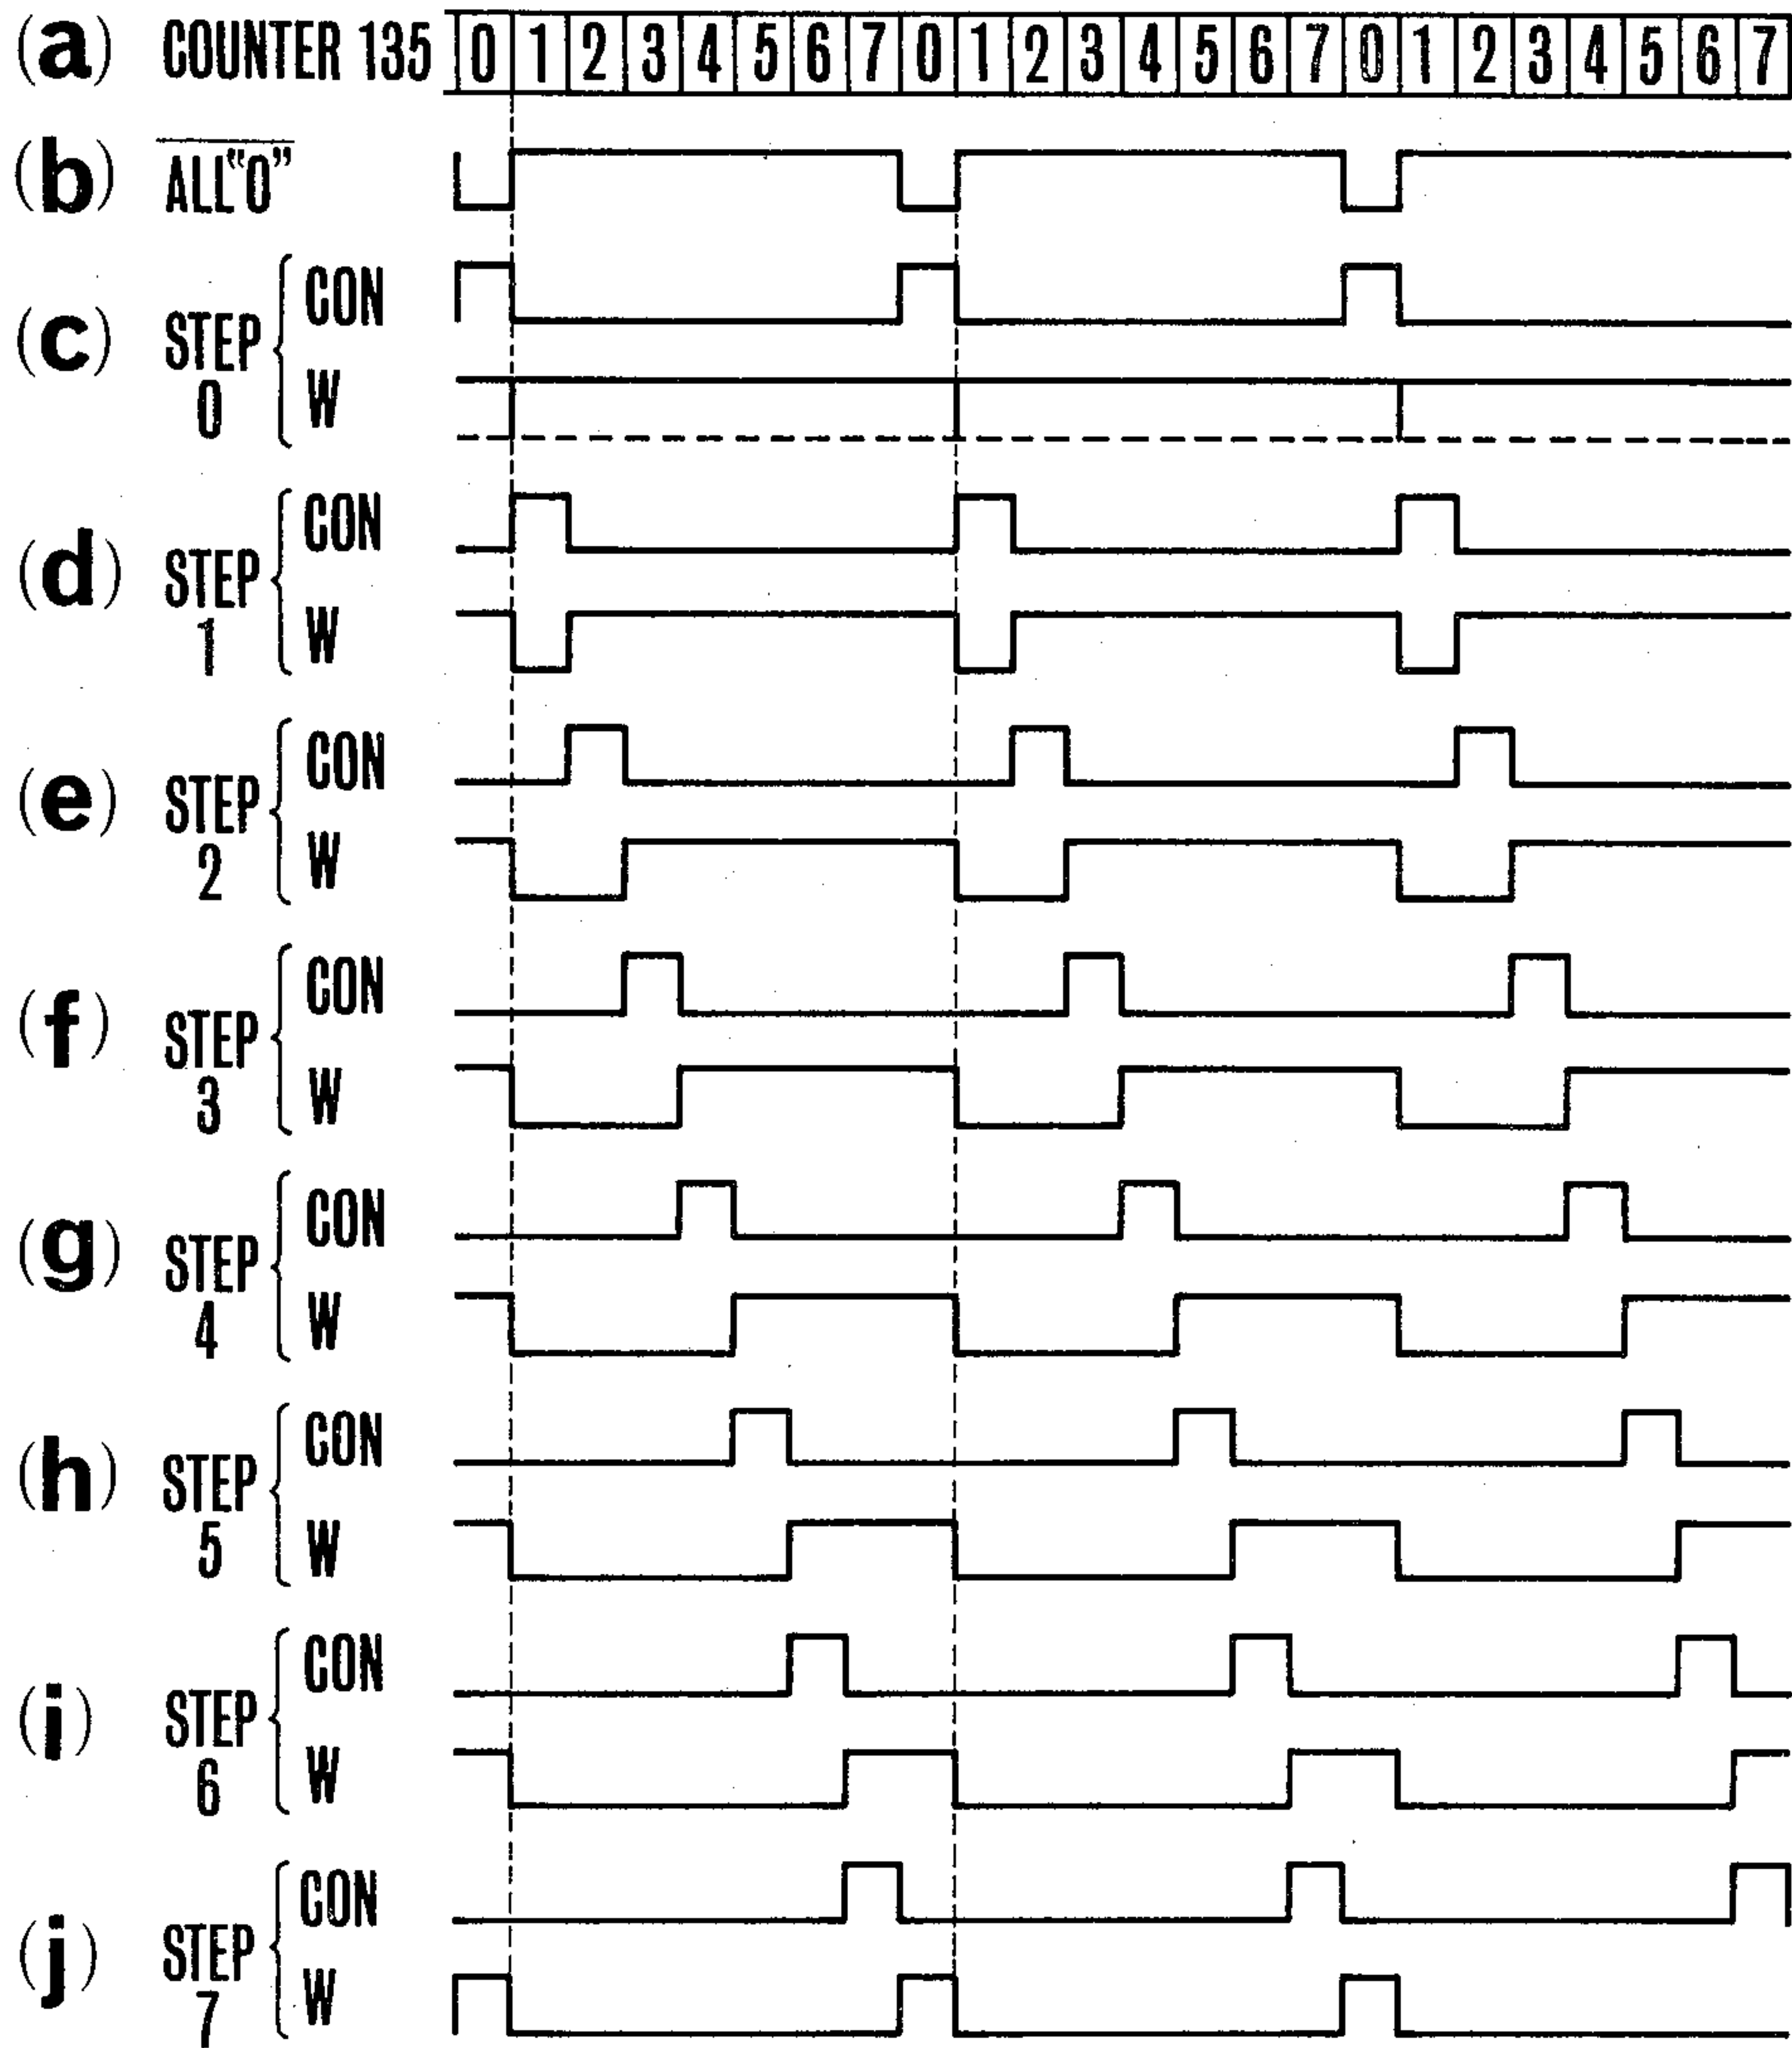 (a) COUNTER 135 0 1 2 3 4 5 6 7 0 1 2 3 4 5 6 7 0 1 2 3 4 5 6 7
(b) ALL"0"
(c) STEP 0 CON
W
(d) STEP 1 CON
W
(e) STEP 2 CON
W
(f) STEP 3 CON
W
(g) STEP 4 CON
W
(h) STEP 5 CON
W
(i) STEP 6 CON
W
(j) STEP 7 CON
W